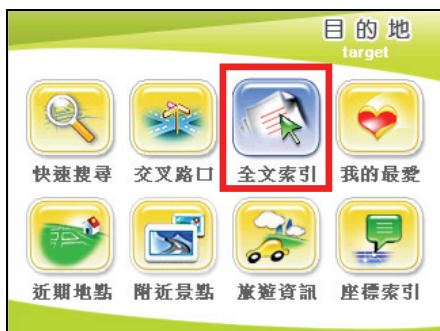 目的地
target
快速搜尋 交叉路口 全文索引 我的最愛
近期地點 附近景點 旅遊資訊 座標索引